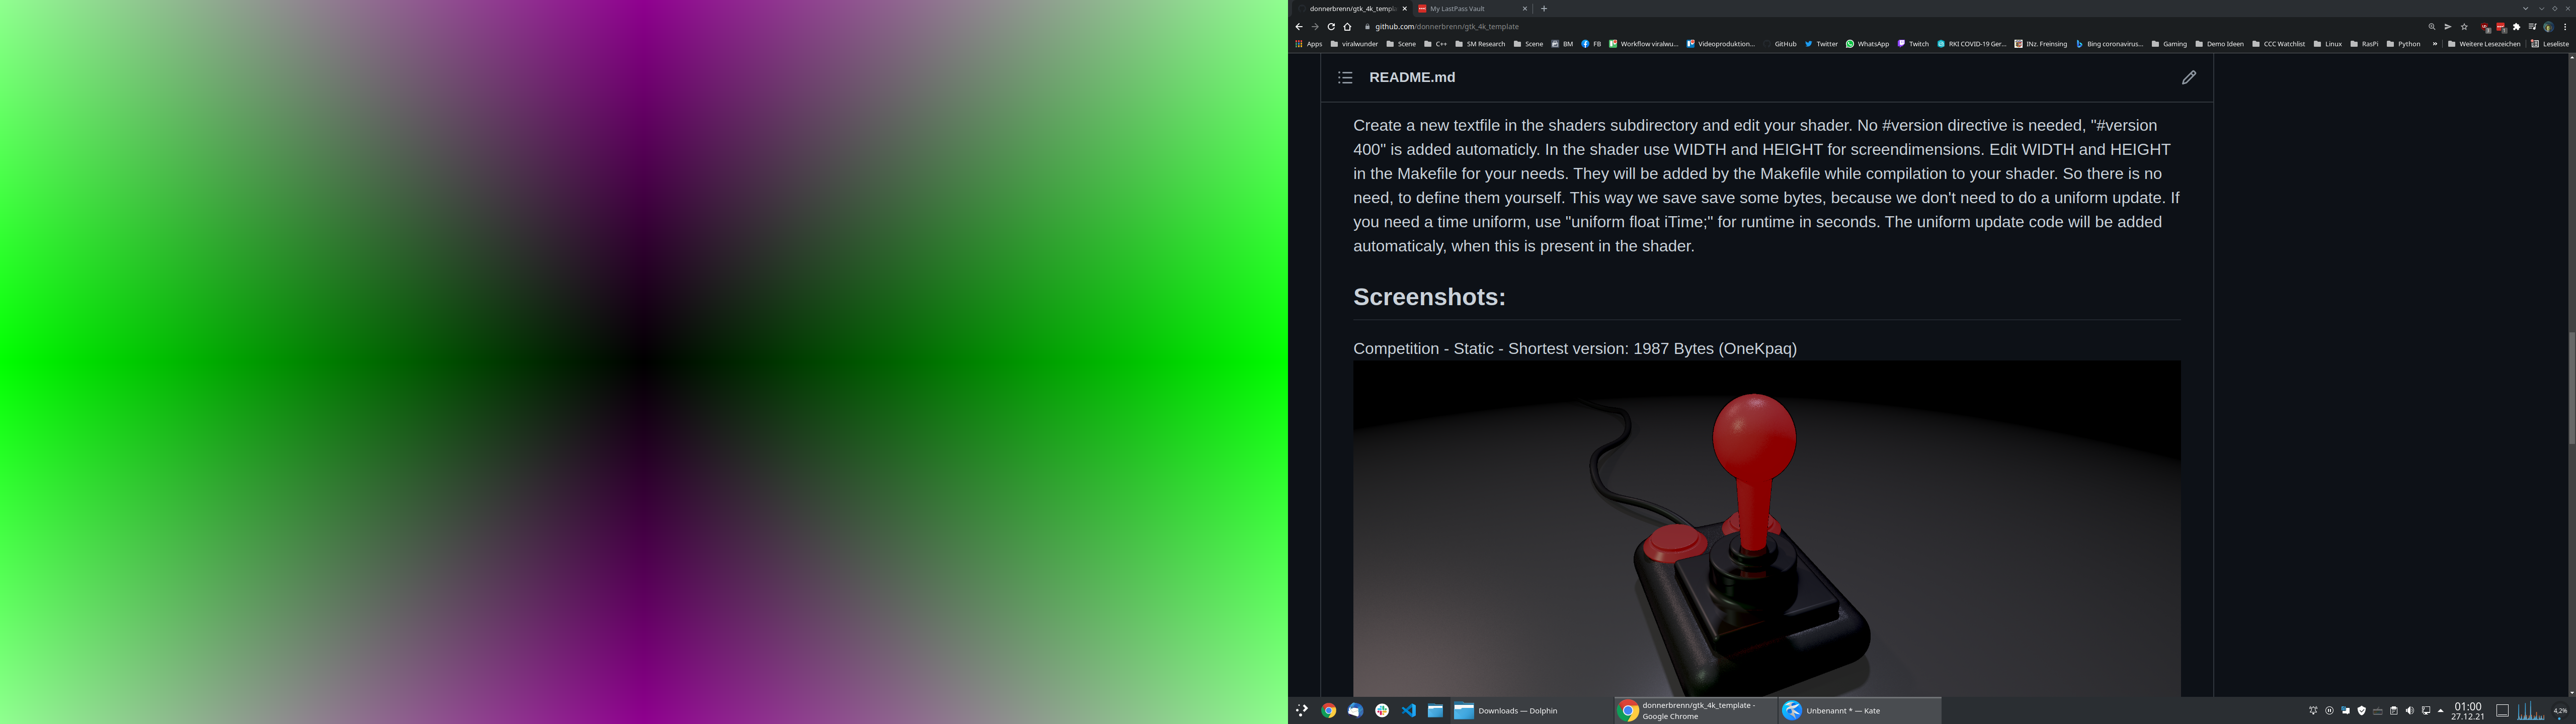 donnerbrenn/gtk_4k_templa
My LastPass Vault
github.com/donnerbrenn/gtk_4k_template
Apps viralwunder Scene C++ SM Research Scene BM FB Workflow viralwu... Videoproduktion... GitHub Twitter WhatsApp Twitch RKI COVID-19 Ger... INz. Freinsing Bing coronavirus... Gaming Demo Ideen CCC Watchlist Linux RasPi Python » Weitere Lesezeichen Leseliste
README.md
Create a new textfile in the shaders subdirectory and edit your shader. No #version directive is needed, "#version
400" is added automaticly. In the shader use WIDTH and HEIGHT for screendimensions. Edit WIDTH and HEIGHT
in the Makefile for your needs. They will be added by the Makefile while compilation to your shader. So there is no
need, to define them yourself. This way we save save some bytes, because we don't need to do a uniform update. If
you need a time uniform, use "uniform float iTime;" for runtime in seconds. The uniform update code will be added
automaticaly, when this is present in the shader.
Screenshots:
Competition - Static - Shortest version: 1987 Bytes (OneKpaq)
Downloads — Dolphin
donnerbrenn/gtk_4k_template -
Google Chrome
Unbenannt * — Kate
01:00
27.12.21
4,2%